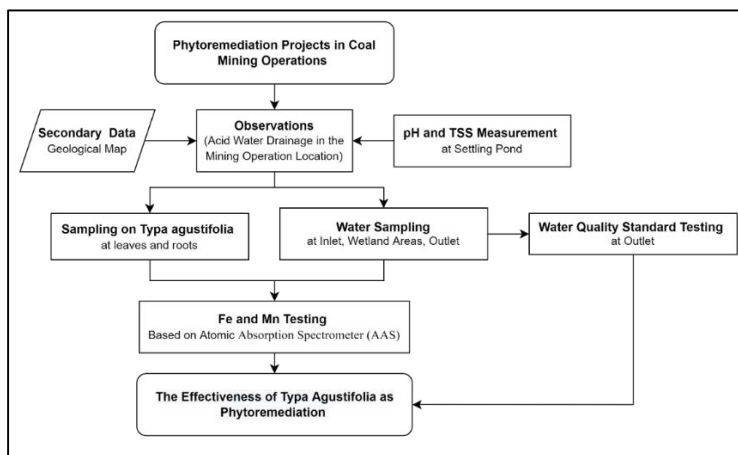 Phytoremediation Projects in Coal
Mining Operations
Secondary Data
Geological Map
Observations
(Acid Water Drainage in the
Mining Operation Location)
pH and TSS Measurement
at Settling Pond
Sampling on Typa agustifolia
at leaves and roots
Water Sampling
at Inlet, Wetland Areas, Outlet
Water Quality Standard Testing
at Outlet
Fe and Mn Testing
Based on Atomic Absorption Spectrometer (AAS)
The Effectiveness of Typa Agustifolia as
Phytoremediation